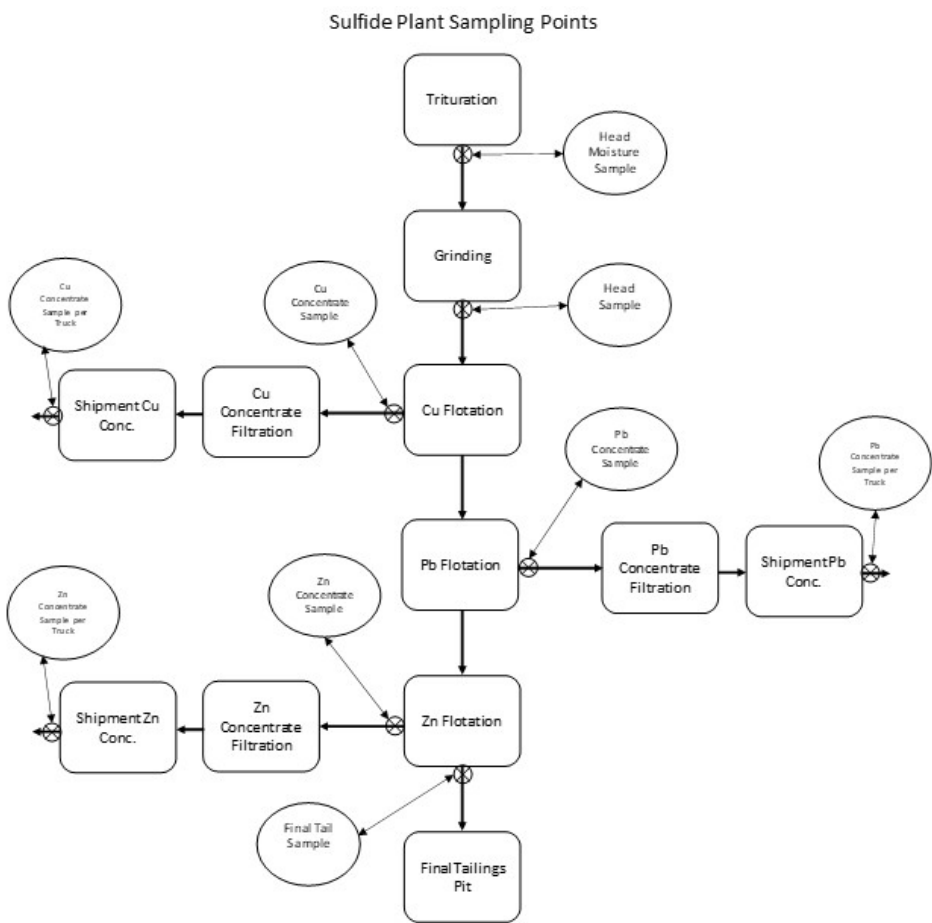 Sulfide Plant Sampling Points
Trituration
Head
Moisture
Sample
Grinding
Head
Sample
Cu
Concentrate
Sample per
Truck
Cu
Concentrate
Sample
Shipment Cu
Conc.
Cu
Concentrate
Filtration
Cu Flotation
Pb
Concentrate
Sample
Pb
Concentrate
Sample per
Truck
Pb Flotation
Pb
Concentrate
Filtration
Shipment Pb
Conc.
Zn
Concentrate
Sample per
Truck
Zn
Concentrate
Sample
Shipment Zn
Conc.
Zn
Concentrate
Filtration
Zn Flotation
Final Tail
Sample
Final Tailings
Pit